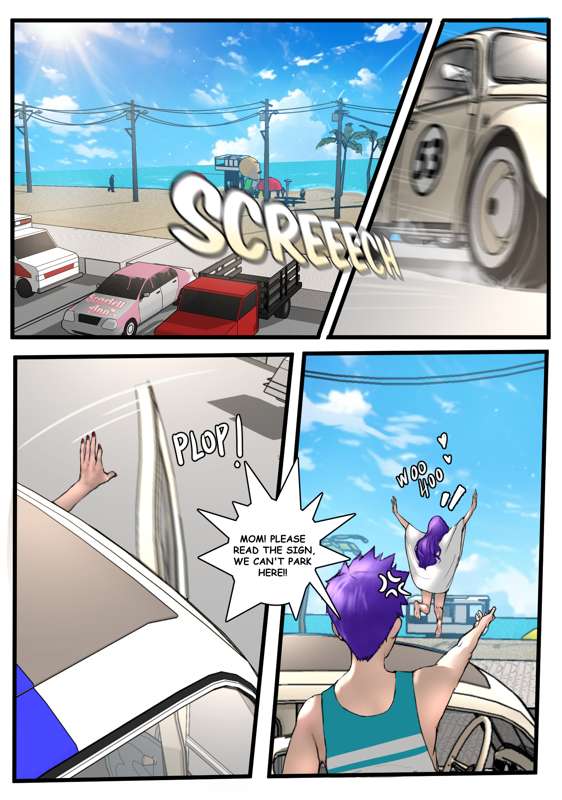 SCREEECH
53
PLOP!
WOO
HOO
MOM! PLEASE
READ THE SIGN,
WE CAN'T PARK
HERE!!